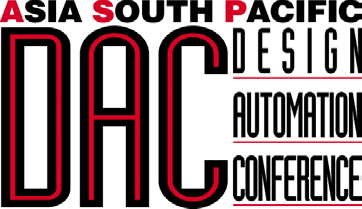 ASIA SOUTH PACIFIC
DAC
DESIGN
AUTOMATION
CONFERENCE